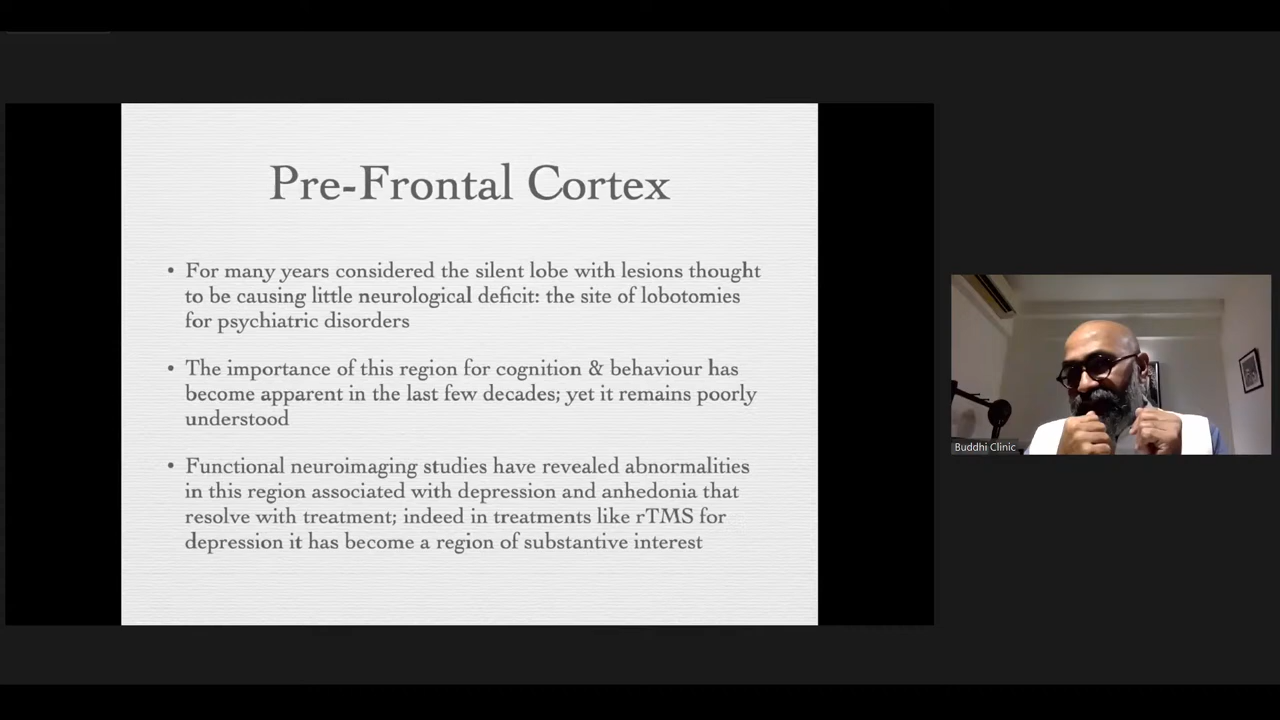 Pre-Frontal Cortex
• For many years considered the silent lobe with lesions thought
to be causing little neurological deficit: the site of lobotomies
for psychiatric disorders
• The importance of this region for cognition & behaviour has
become apparent in the last few decades; yet it remains poorly
understood
• Functional neuroimaging studies have revealed abnormalities
in this region associated with depression and anhedonia that
resolve with treatment; indeed in treatments like rTMS for
depression it has become a region of substantive interest
Buddhi Clinic